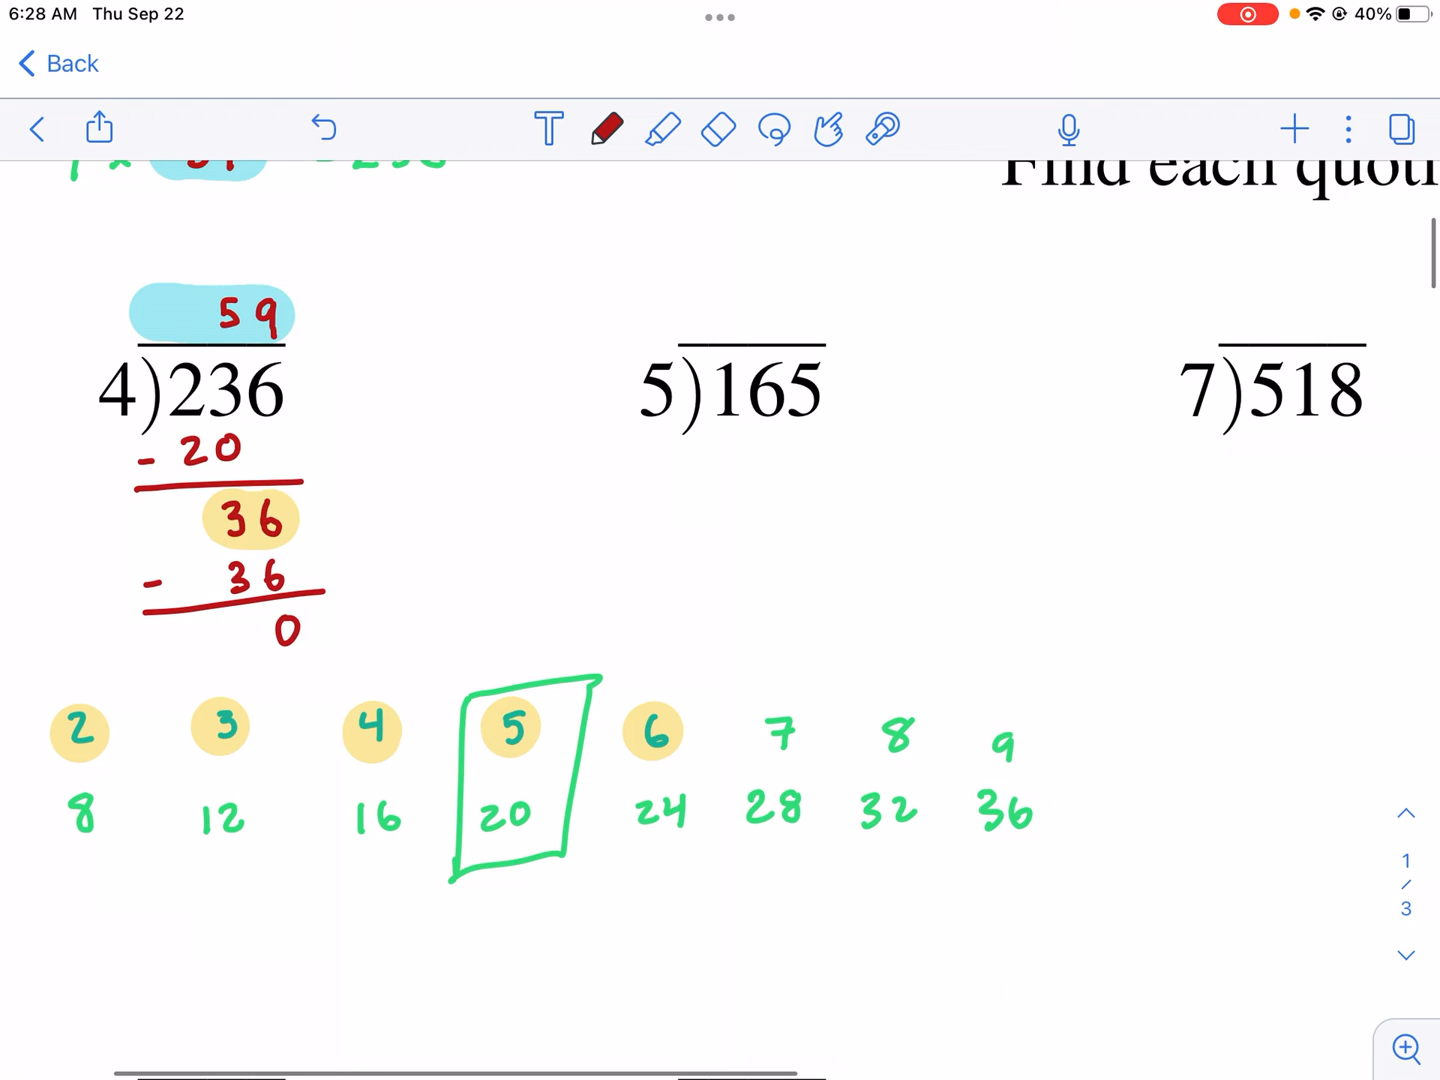 6:28 AM Thu Sep 22
40%
Back
Find each quoti
59
4)236
5)165
7)518
- 20
36
- 36
0
2 3 4 5 6 7 8 9
8 12 16 20 24 28 32 36
1
/
3